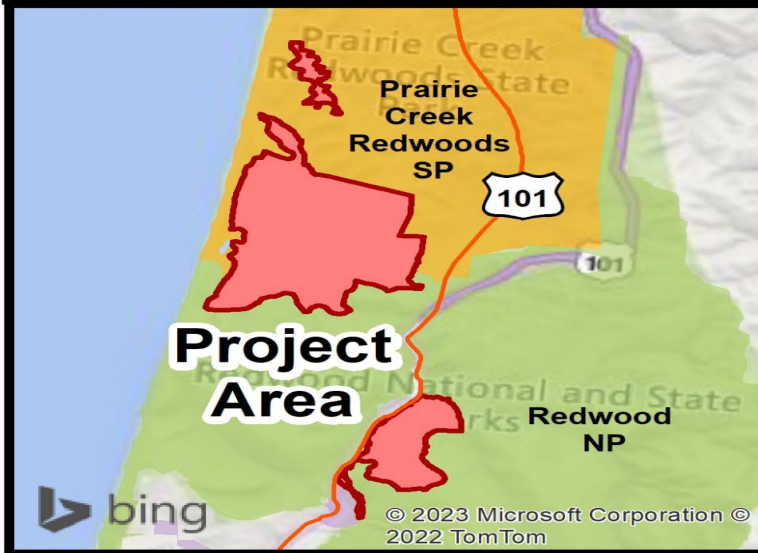 Prairie Creek
Redwoods State
Park
Prairie
Creek
Redwoods
SP
101
101
Project
Area
Redwood National and State
Parks
Redwood
NP
bing
© 2023 Microsoft Corporation ©
2022 TomTom